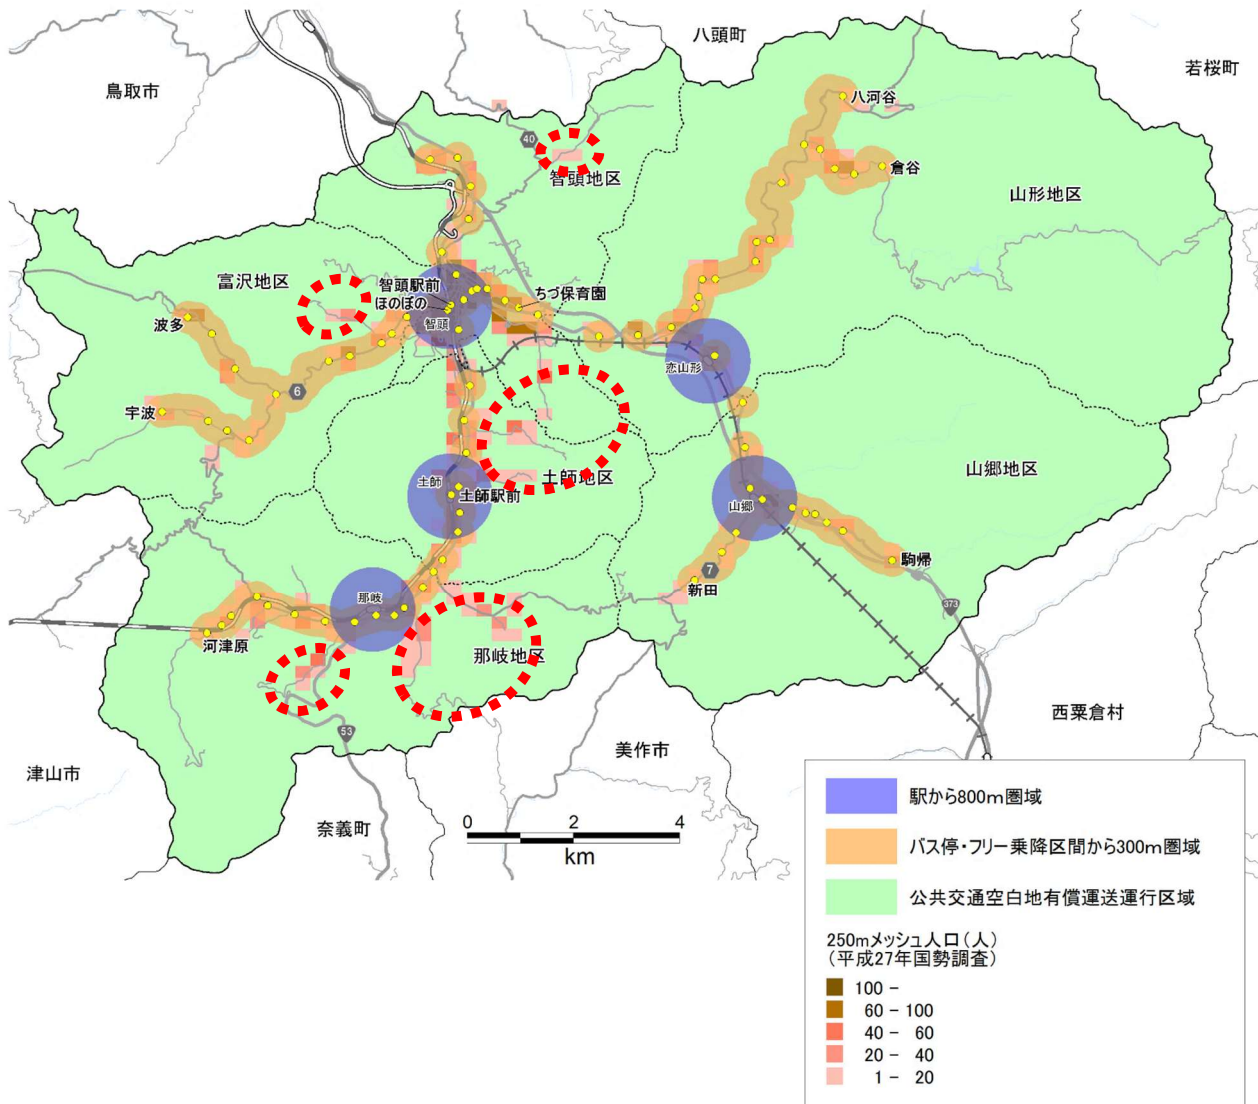 八頭町
若桜町
鳥取市
八河谷
40
倉谷
智頭地区
山形地区
富沢地区
智頭駅前
ちづ保育園
ほのぼの
波多
智頭
恋山形
6
宇波
山郷地区
土師
土師地区
土師駅前
山郷
駒帰
7
新田
那岐
373
河津原
那岐地区
西粟倉村
53
美作市
津山市
奈義町
0 2 4
km
駅から800m圏域
バス停・フリー乗降区間から300m圏域
公共交通空白地有償運送運行区域
250mメッシュ人口(人)
(平成27年国勢調査)
100 -
60 - 100
40 - 60
20 - 40
1 - 20